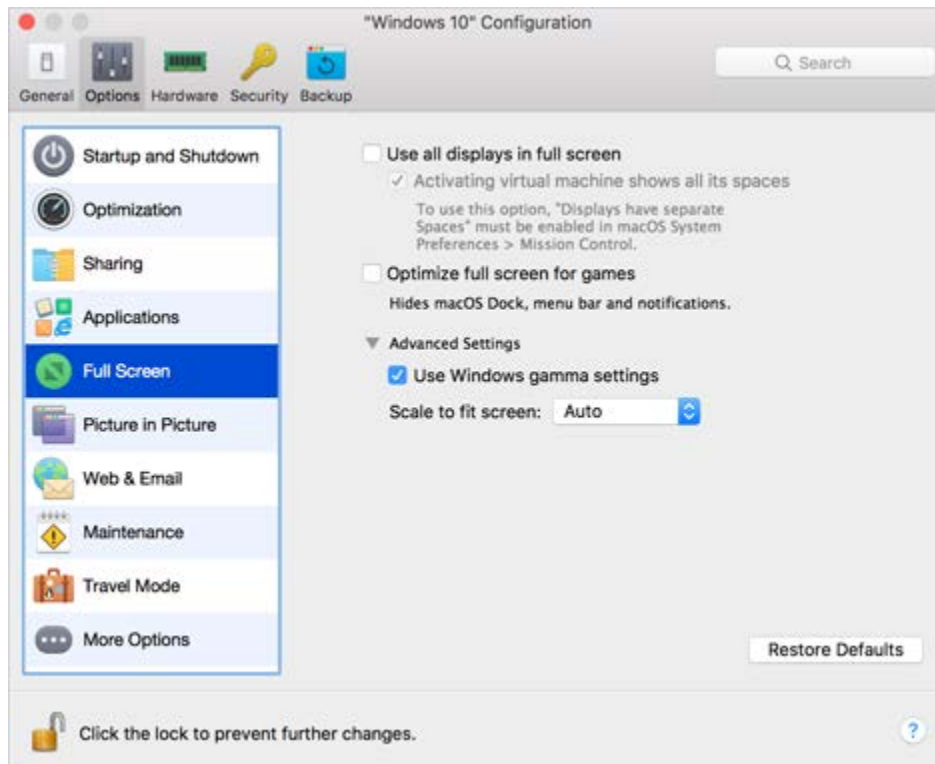 "Windows 10" Configuration
General Options Hardware Security Backup
Search
Startup and Shutdown
Optimization
Sharing
Applications
Full Screen
Picture in Picture
Web & Email
Maintenance
Travel Mode
More Options
Use all displays in full screen
Activating virtual machine shows all its spaces
To use this option, "Displays have separate
Spaces" must be enabled in macOS System
Preferences > Mission Control.
Optimize full screen for games
Hides macOS Dock, menu bar and notifications.
Advanced Settings
Use Windows gamma settings
Scale to fit screen: Auto
Restore Defaults
Click the lock to prevent further changes.
?